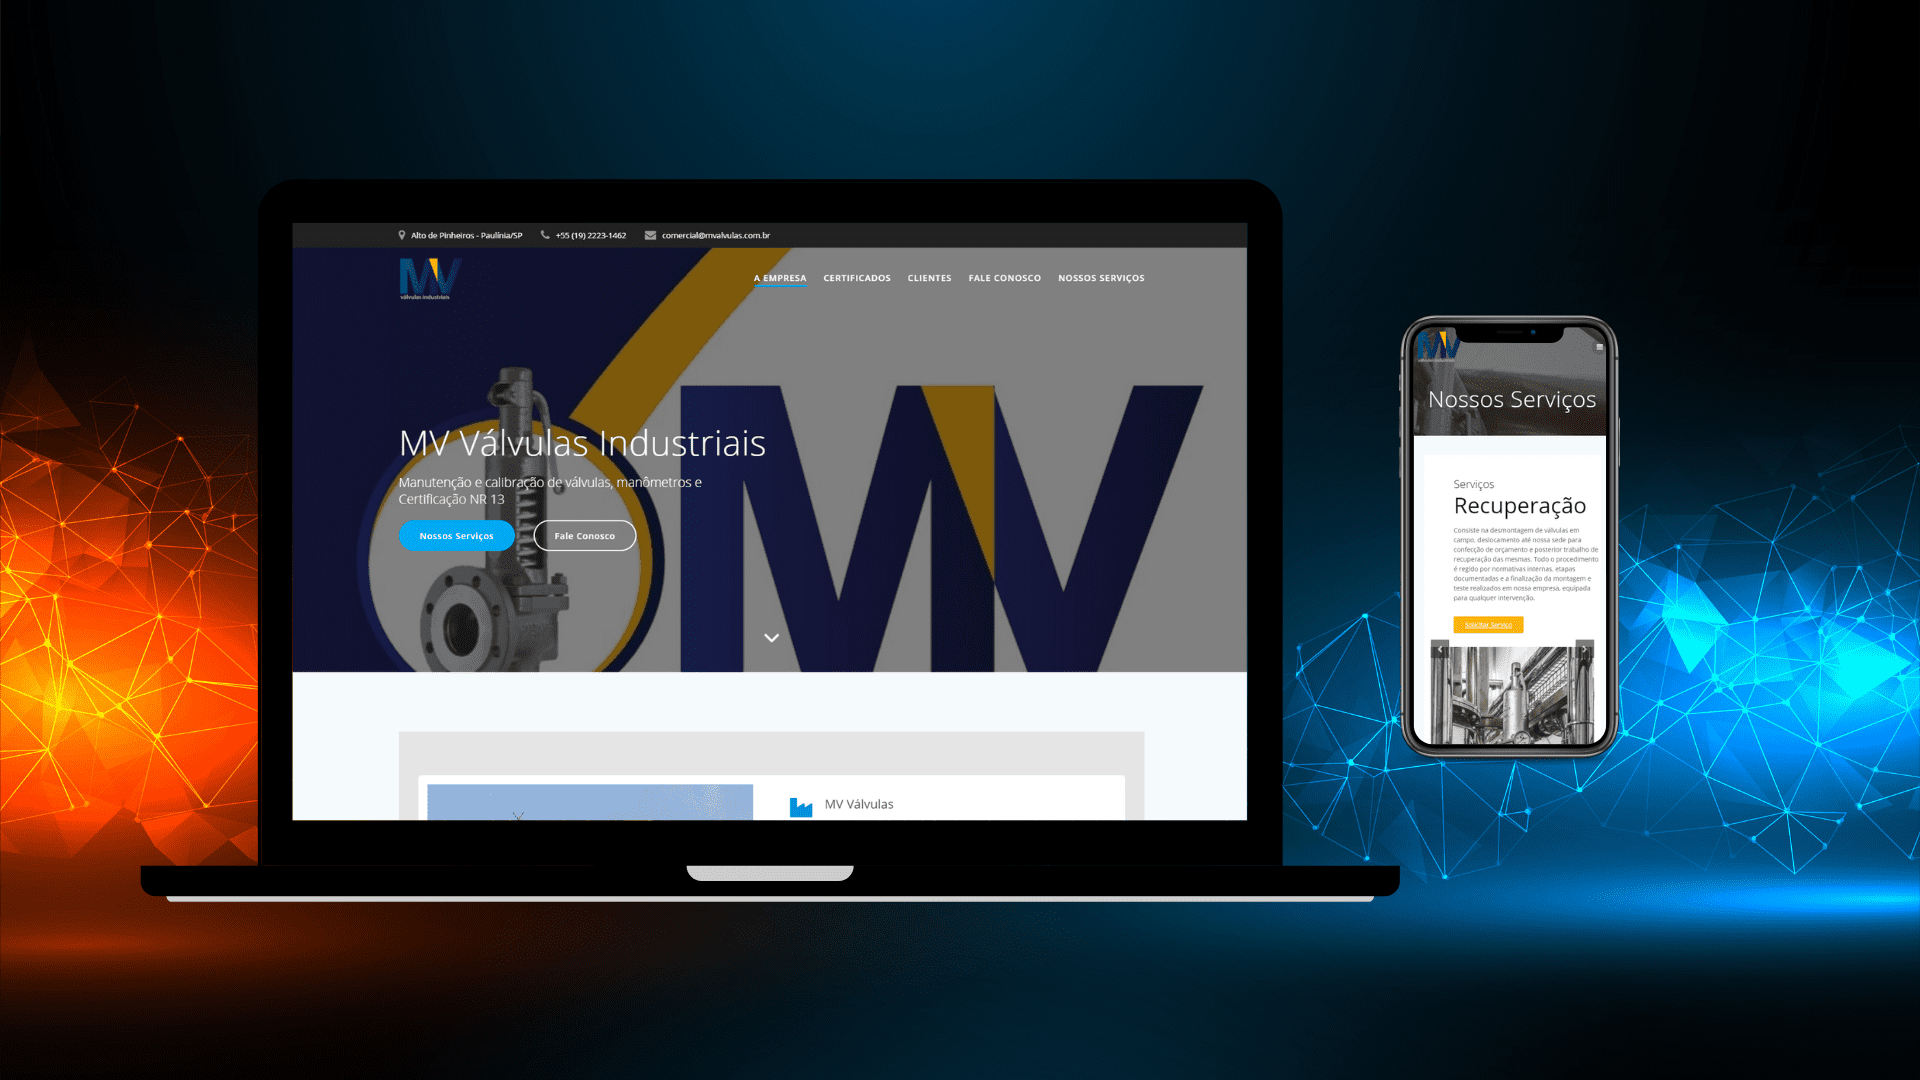 Alto de Pinheiros - Paulínia/SP +55 (19) 2223-1462 comercial@mvalvulas.com.br
MV
válvulas industriais
A EMPRESA CERTIFICADOS CLIENTES FALE CONOSCO NOSSOS SERVIÇOS
MV
MV Válvulas Industriais
Manutenção e calibração de válvulas, manômetros e
Certificação NR 13
Nossos Serviços Fale Conosco
MV Válvulas
MV
válvulas industriais
Nossos Serviços
Serviços
Recuperação
Consiste na desmontagem de válvulas em
campo, deslocamento até nossa sede para
confecção de orçamento e posterior trabalho de
recuperação das mesmas. Todo o procedimento
é regido por normativas internas, etapas
documentadas e a finalização da montagem e
teste realizados em nossa empresa, equipada
para qualquer intervenção.
Solicitar Serviço